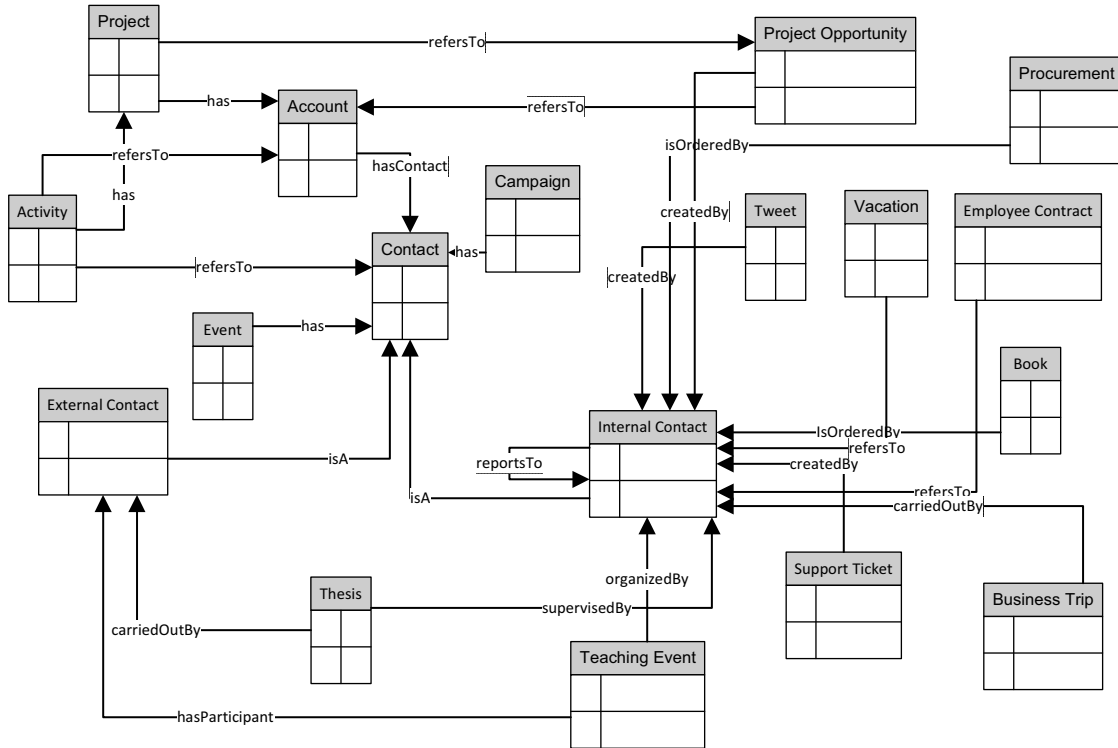 Project
refersTo
Project Opportunity
Procurement
has
Account
refersTo
isOrderedBy
refersTo
hasContact
Campaign
has
Activity
createdBy
Tweet
Vacation
Employee Contract
Contact
has
refersTo
createdBy
Event
has
Book
External Contact
Internal Contact
IsOrderedBy
refersTo
isA
reportsTo
createdBy
refersTo
isA
carriedOutBy
organizedBy
Support Ticket
Thesis
supervisedBy
Business Trip
carriedOutBy
Teaching Event
hasParticipant